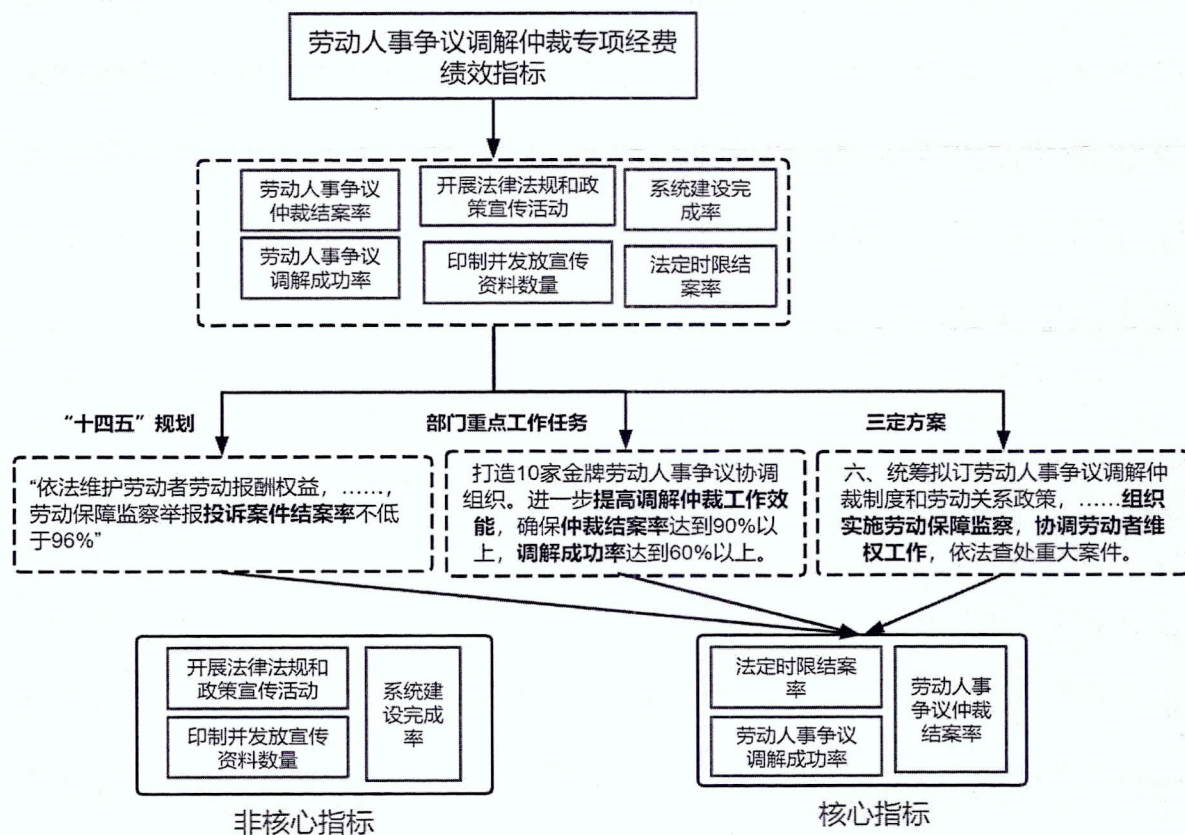 劳动人事争议调解仲裁专项经费
绩效指标
劳动人事争议
仲裁结案率
开展法律法规和政
策宣传活动
系统建设完
成率
劳动人事争议
调解成功率
印制并发放宣传
资料数量
法定时限结
案率
“十四五”规划
部门重点工作任务
三定方案
“依法维护劳动者劳动报酬权益，……，
劳动保障监察举报投诉案件结案率不低
于96%”
打造10家金牌劳动人事争议协调
组织。进一步提高调解仲裁工作效
能，确保仲裁结案率达到90%以
上，调解成功率达到60%以上。
六、统筹拟订劳动人事争议调解仲
裁制度和劳动关系政策，……组织
实施劳动保障监察，协调劳动者维
权工作，依法查处重大案件。
开展法律法规和
政策宣传活动
印制并发放宣传
资料数量
系统建
设完成
率
非核心指标
法定时限结案
率
劳动人事争议
调解成功率
劳动人事
争议仲裁
结案率
核心指标